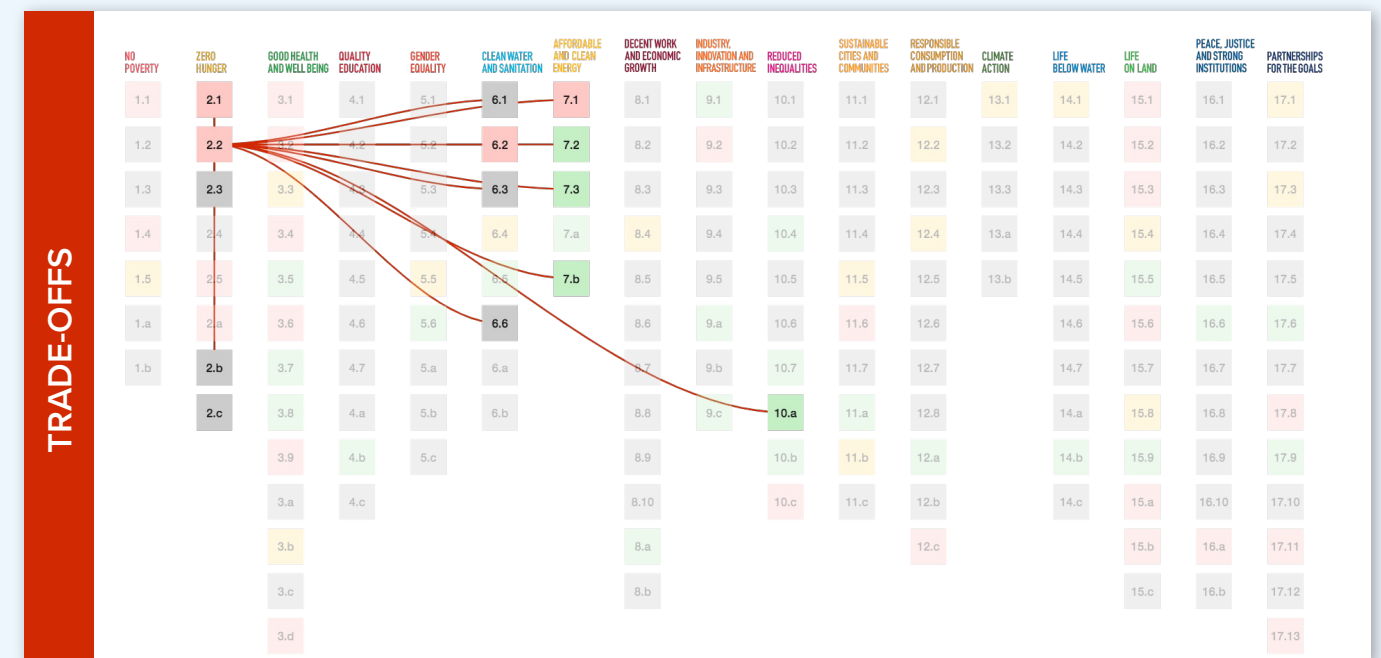 TRADE-OFFS
NO
POVERTY
ZERO
HUNGER
GOOD HEALTH
AND WELL BEING
QUALITY
EDUCATION
GENDER
EQUALITY
CLEAN WATER
AND SANITATION
AFFORDABLE
AND CLEAN
ENERGY
DECENT WORK
AND ECONOMIC
GROWTH
INDUSTRY,
INNOVATION AND
INFRASTRUCTURE
REDUCED
INEQUALITIES
SUSTAINABLE
CITIES AND
COMMUNITIES
RESPONSIBLE
CONSUMPTION
AND PRODUCTION
CLIMATE
ACTION
LIFE
BELOW WATER
LIFE
ON LAND
PEACE, JUSTICE
AND STRONG
INSTITUTIONS
PARTNERSHIPS
FOR THE GOALS
1.1 2.1 3.1 4.1 5.1 6.1 7.1 8.1 9.1 10.1 11.1 12.1 13.1 14.1 15.1 16.1 17.1
1.2 2.2 3.2 4.2 5.2 6.2 7.2 8.2 9.2 10.2 11.2 12.2 13.2 14.2 15.2 16.2 17.2
1.3 2.3 3.3 4.3 5.3 6.3 7.3 8.3 9.3 10.3 11.3 12.3 13.3 14.3 15.3 16.3 17.3
1.4 2.4 3.4 4.4 5.4 6.4 7.a 8.4 9.4 10.4 11.4 12.4 13.a 14.4 15.4 16.4 17.4
1.5 2.5 3.5 4.5 5.5 6.5 7.b 8.5 9.5 10.5 11.5 12.5 13.b 14.5 15.5 16.5 17.5
1.a 2.a 3.6 4.6 5.6 6.6 8.6 9.a 10.6 11.6 12.6 14.6 15.6 16.6 17.6
1.b 2.b 3.7 4.7 5.a 6.a 8.7 9.b 10.7 11.7 12.7 14.7 15.7 16.7 17.7
2.c 3.8 4.a 5.b 6.b 8.8 9.c 10.a 11.a 12.8 14.a 15.8 16.8 17.8
3.9 4.b 5.c 8.9 10.b 11.b 12.a 14.b 15.9 16.9 17.9
3.a 4.c 8.10 10.c 11.c 12.b 14.c 15.a 16.10 17.10
3.b 8.a 12.c 15.b 16.a 17.11
3.c 8.b 15.c 16.b 17.12
3.d 17.13